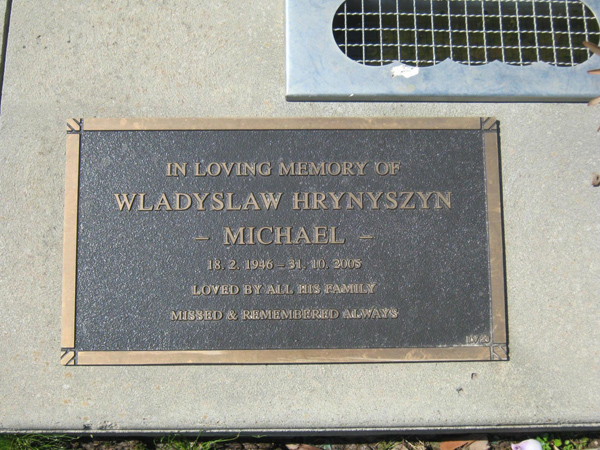 IN LOVING MEMORY OF
WLADYSLAW HRYNYSZYN
– MICHAEL –
18. 2. 1946 – 31. 10. 2005
LOVED BY ALL HIS FAMILY
MISSED & REMEMBERED ALWAYS